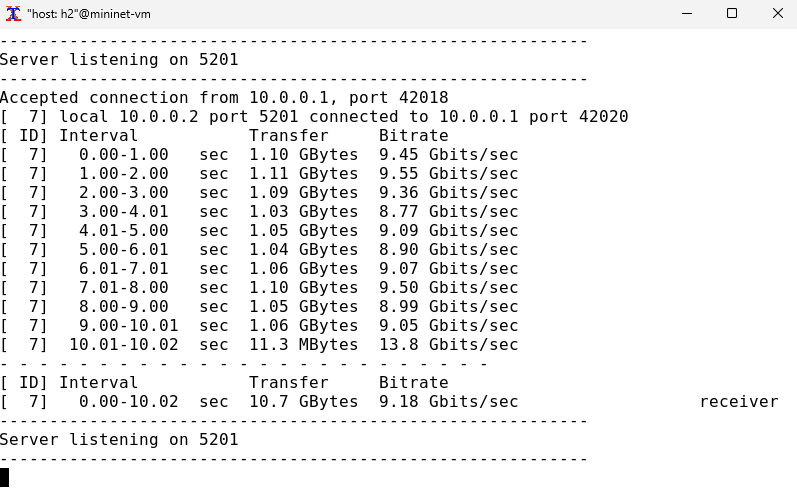 "host: h2"@mininet-vm
-----------------------------------------------------------
Server listening on 5201
-----------------------------------------------------------
Accepted connection from 10.0.0.1, port 42018
[  7] local 10.0.0.2 port 5201 connected to 10.0.0.1 port 42020
[ ID] Interval           Transfer     Bitrate
[  7]   0.00-1.00   sec  1.10 GBytes  9.45 Gbits/sec
[  7]   1.00-2.00   sec  1.11 GBytes  9.55 Gbits/sec
[  7]   2.00-3.00   sec  1.09 GBytes  9.36 Gbits/sec
[  7]   3.00-4.01   sec  1.03 GBytes  8.77 Gbits/sec
[  7]   4.01-5.00   sec  1.05 GBytes  9.09 Gbits/sec
[  7]   5.00-6.01   sec  1.04 GBytes  8.90 Gbits/sec
[  7]   6.01-7.01   sec  1.06 GBytes  9.07 Gbits/sec
[  7]   7.01-8.00   sec  1.10 GBytes  9.50 Gbits/sec
[  7]   8.00-9.00   sec  1.05 GBytes  8.99 Gbits/sec
[  7]   9.00-10.01  sec  1.06 GBytes  9.05 Gbits/sec
[  7]  10.01-10.02  sec  11.3 MBytes  13.8 Gbits/sec
- - - - - - - - - - - - - - - - - - - - - - - - -
[ ID] Interval           Transfer     Bitrate
[  7]   0.00-10.02  sec  10.7 GBytes  9.18 Gbits/sec                  receiver
-----------------------------------------------------------
Server listening on 5201
-----------------------------------------------------------